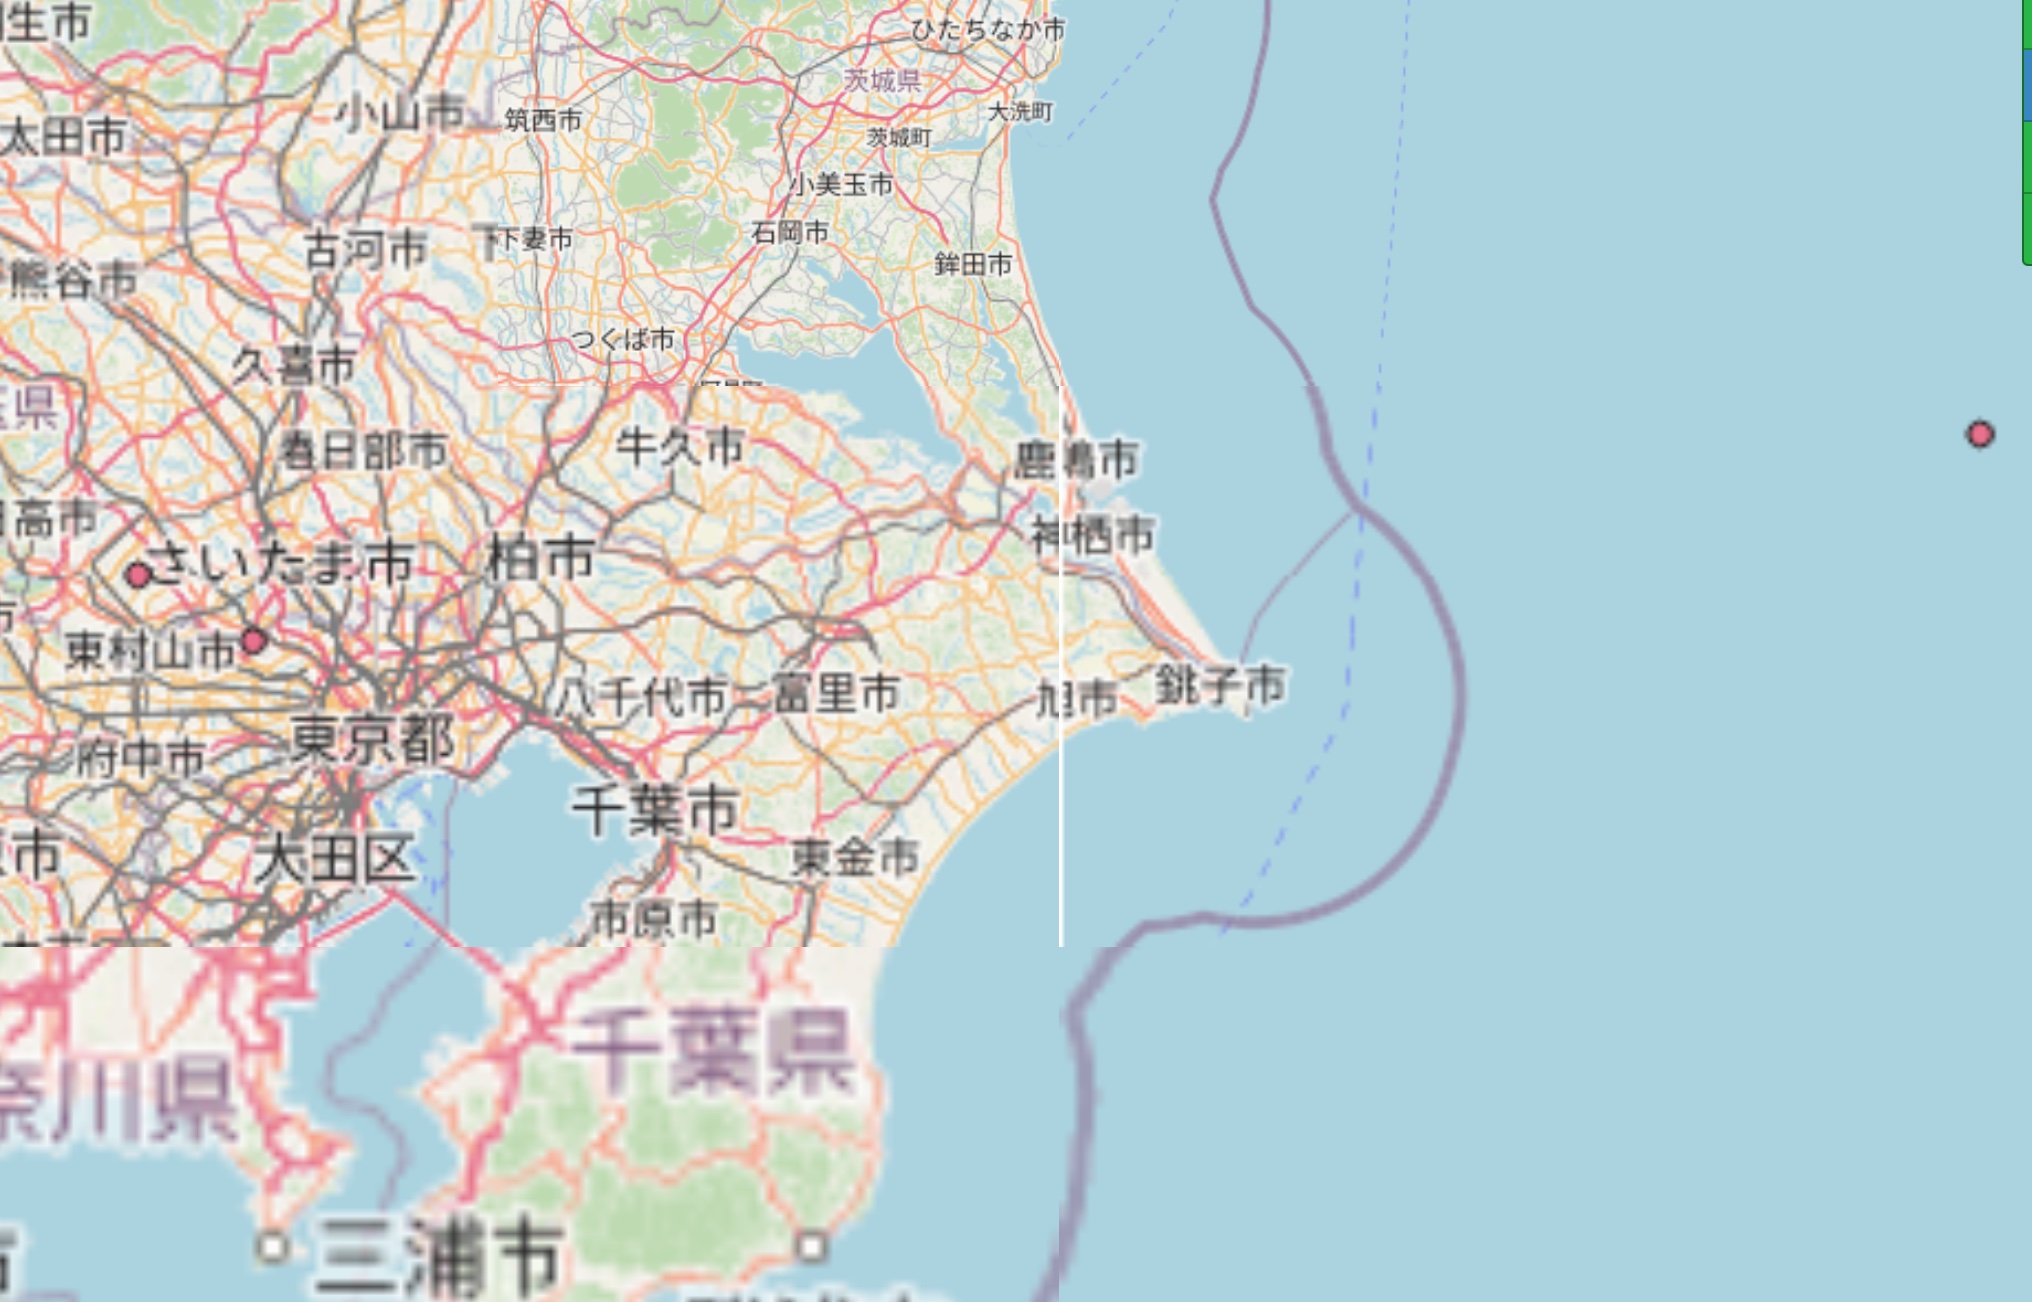 ひたちなか市
茨城県
小山市
筑西市
大洗町
太田市
茨城町
小美玉市
石岡市
古河市
下妻市
鉾田市
熊谷市
つくば市
久喜市
春日部市
牛久市
鹿嶋市
神栖市
さいたま市
柏市
東村山市
八千代市
富里市
旭市
銚子市
東京都
府中市
千葉市
大田区
東金市
市原市
千葉県
奈川県
三浦市